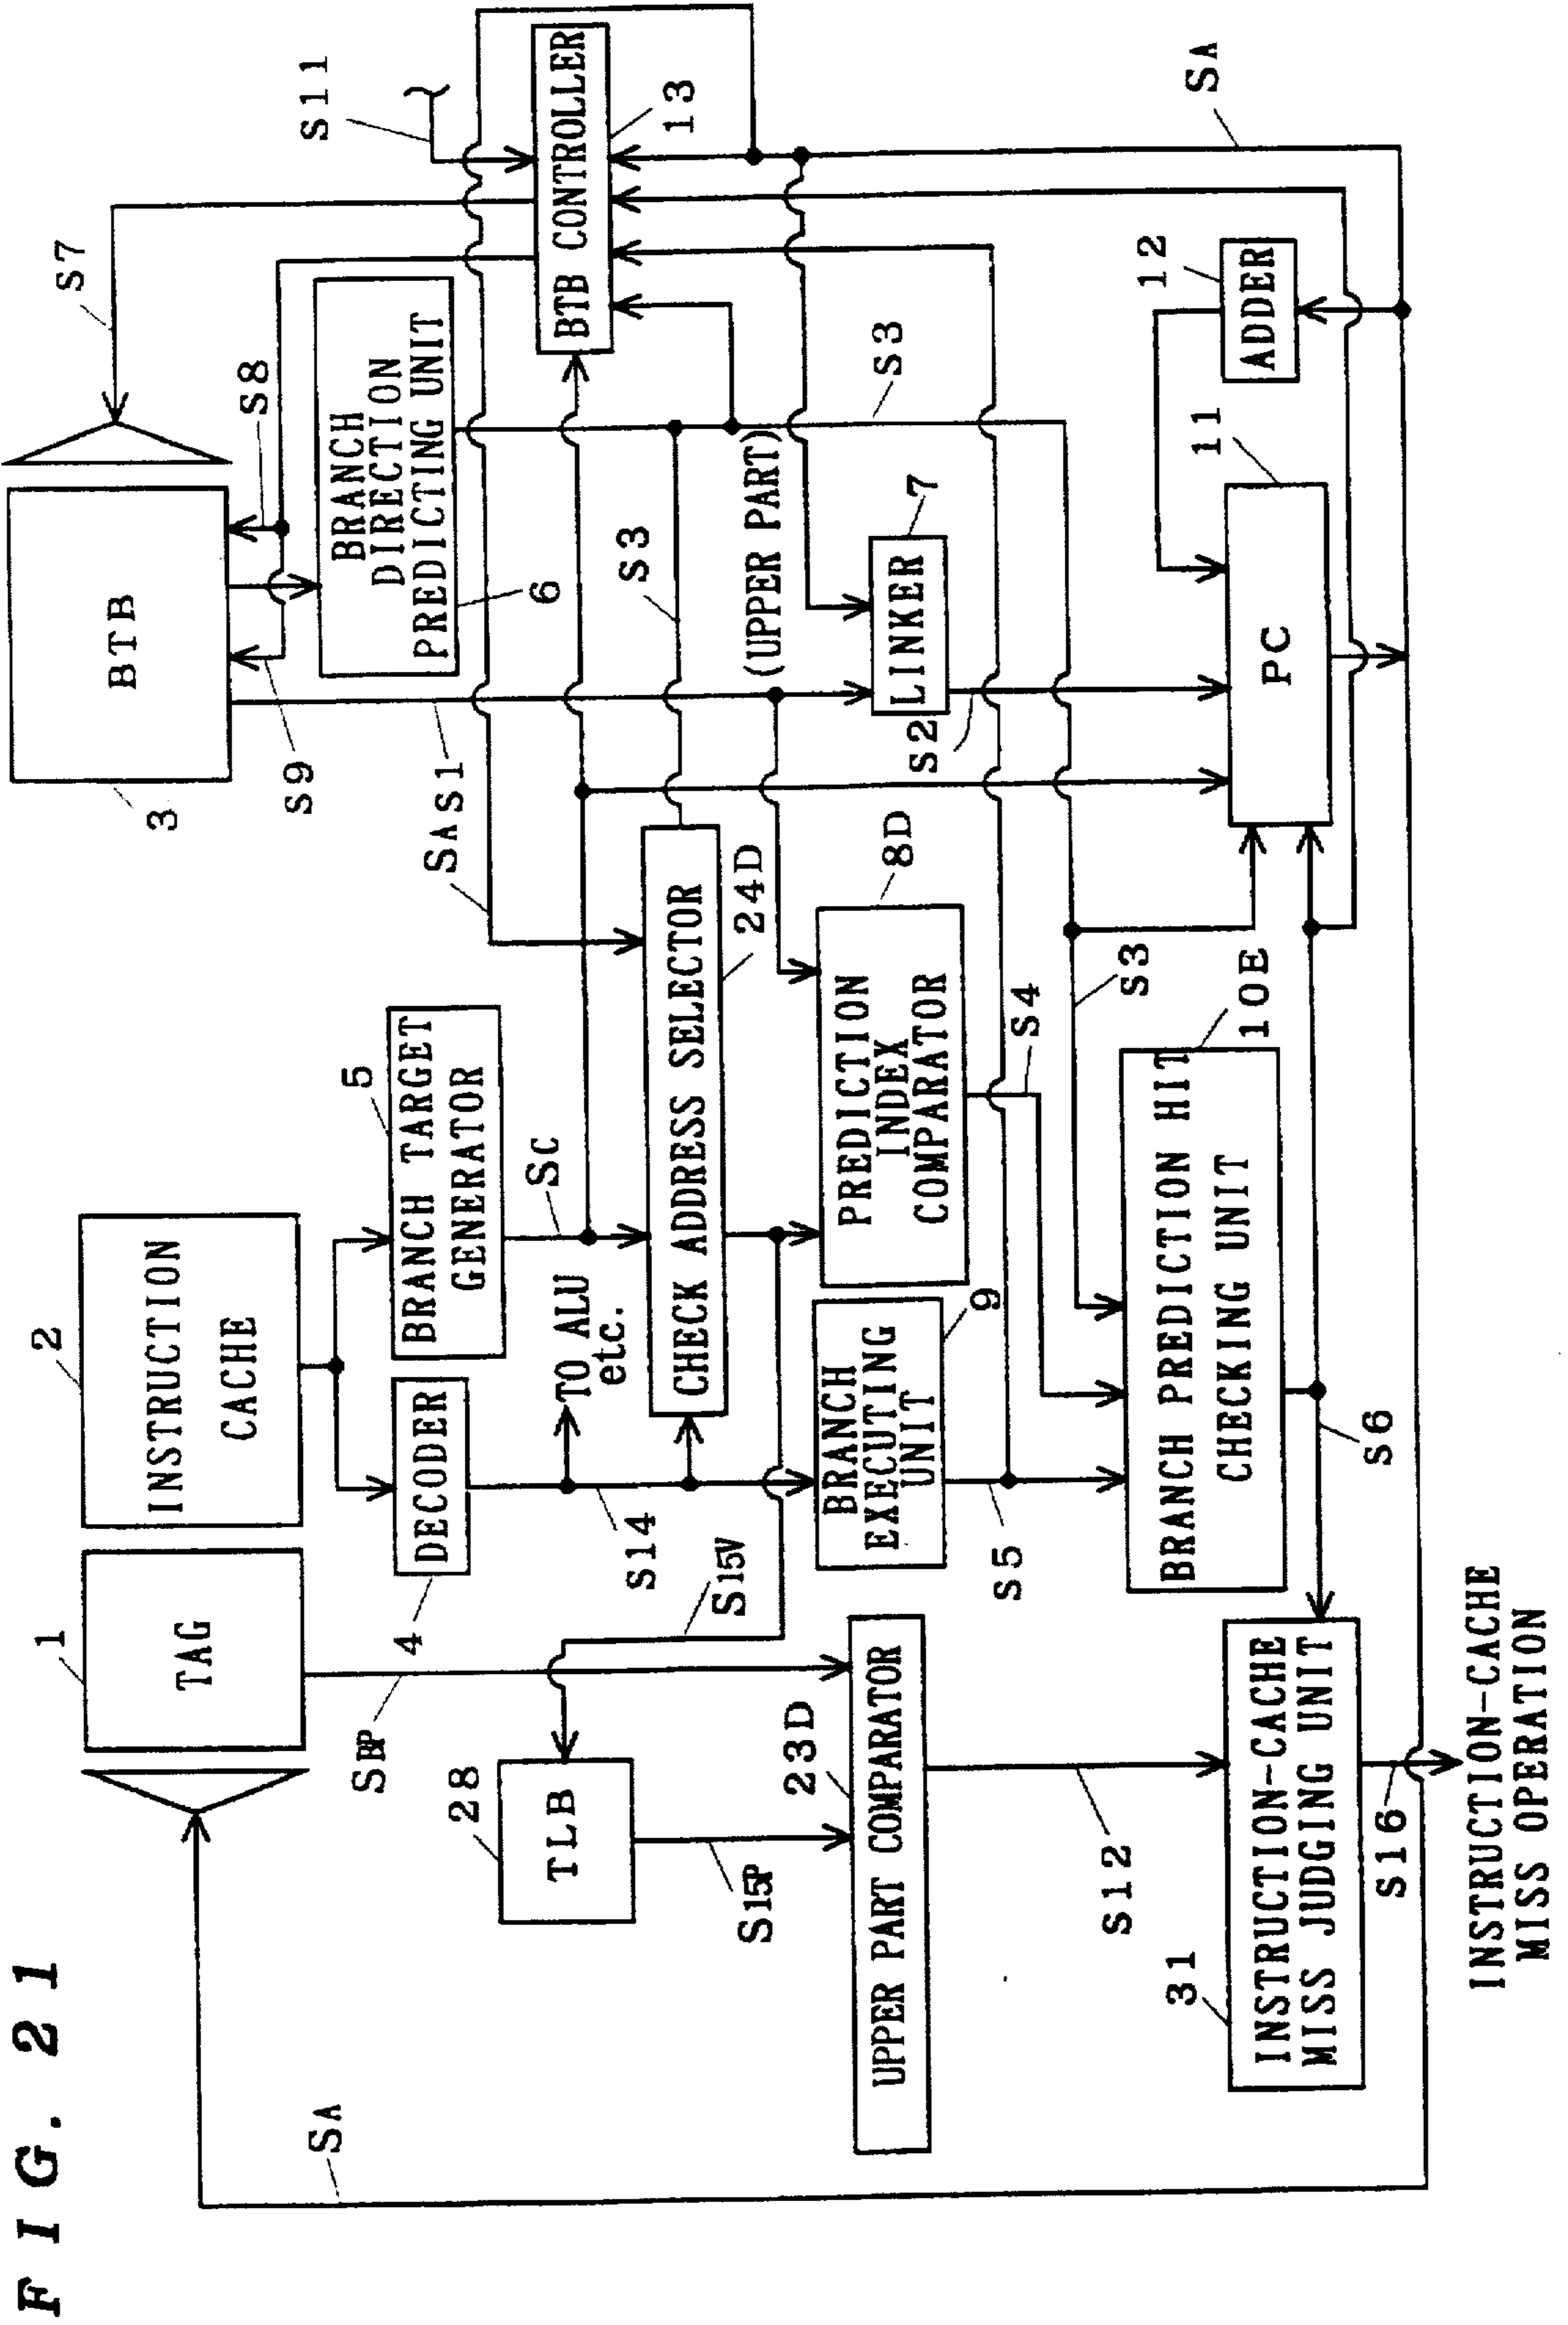 FIG. 21
1
TAG
2
INSTRUCTION
CACHE
3
BTB
S7
S8
S9
S11
BRANCH
DIRECTION
PREDICTING UNIT
6
BTB CONTROLLER
13
4
DECODER
5
BRANCH TARGET
GENERATOR
SBP
SC
SA
S1
S14
TO ALU
etc.
28
TLB
S15V
S15P
CHECK ADDRESS SELECTOR
24D
S3
(UPPER PART)
S3
23D
UPPER PART COMPARATOR
BRANCH
EXECUTING
UNIT
9
PREDICTION
INDEX
COMPARATOR
8D
LINKER
7
S2
S4
S5
S3
S12
BRANCH PREDICTION HIT
CHECKING UNIT
10E
PC
11
ADDER
12
SA
31
INSTRUCTION-CACHE
MISS JUDGING UNIT
S6
S16
SA
INSTRUCTION-CACHE
MISS OPERATION